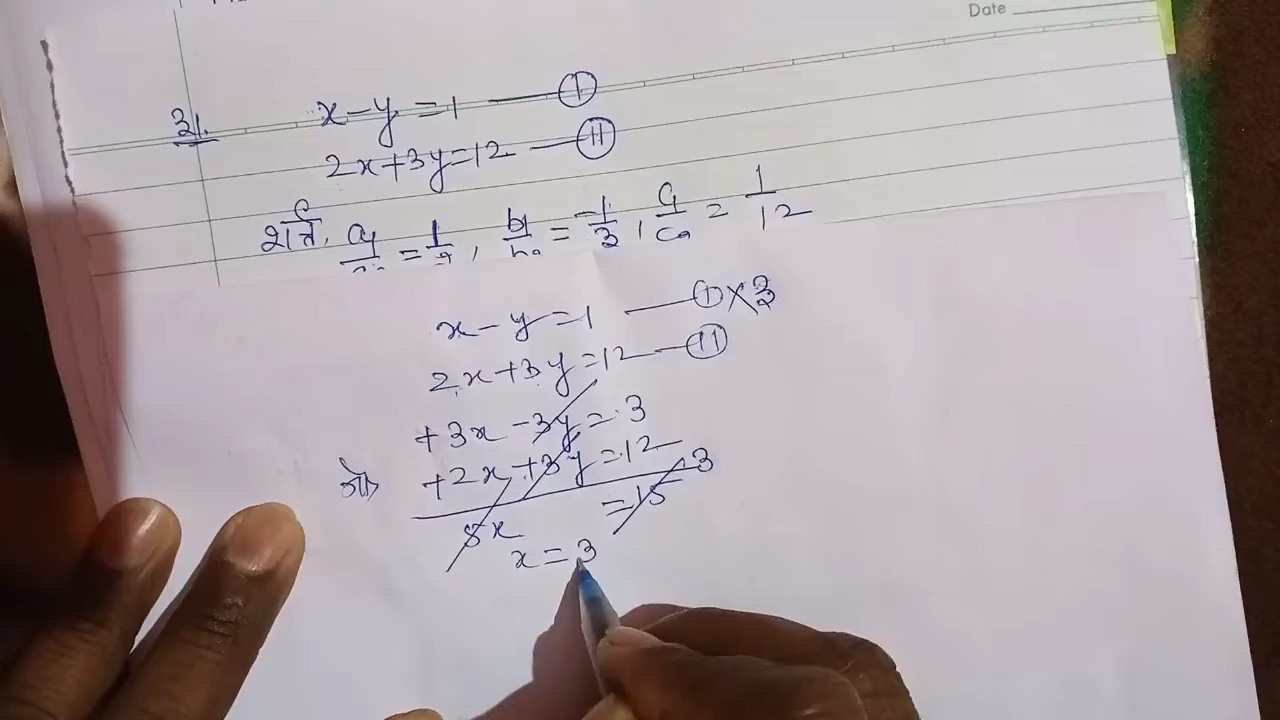 Date
31. x-y=1 — I
2x+3y=12 — II
शर्त, a1/a2 = 1/2, b1/b2 = -1/3, c1/c2 = 1/12
x-y=1 — I×3
2x+3y=12 — II
+3x-3y=3
जोड़ +2x+3y=12
5x =15 3
x=3